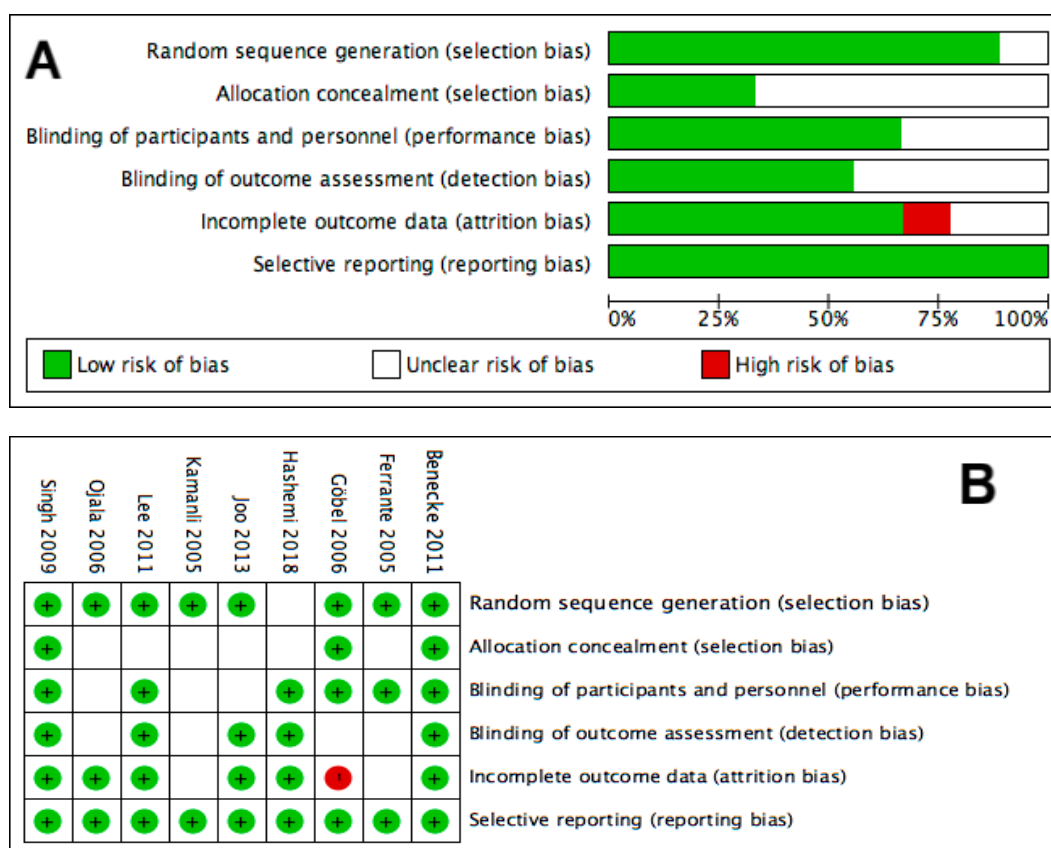 A
Random sequence generation (selection bias)
Allocation concealment (selection bias)
Blinding of participants and personnel (performance bias)
Blinding of outcome assessment (detection bias)
Incomplete outcome data (attrition bias)
Selective reporting (reporting bias)
0% 25% 50% 75% 100%
Low risk of bias Unclear risk of bias High risk of bias
B
Singh 2009
Ojala 2006
Lee 2011
Kamanli 2005
Joo 2013
Hashemi 2018
Göbel 2006
Ferrante 2005
Benecke 2011
+ + + + + + + + Random sequence generation (selection bias)
+ + + Allocation concealment (selection bias)
+ + + + + + Blinding of participants and personnel (performance bias)
+ + + + + Blinding of outcome assessment (detection bias)
+ + + + + - + Incomplete outcome data (attrition bias)
+ + + + + + + + + Selective reporting (reporting bias)